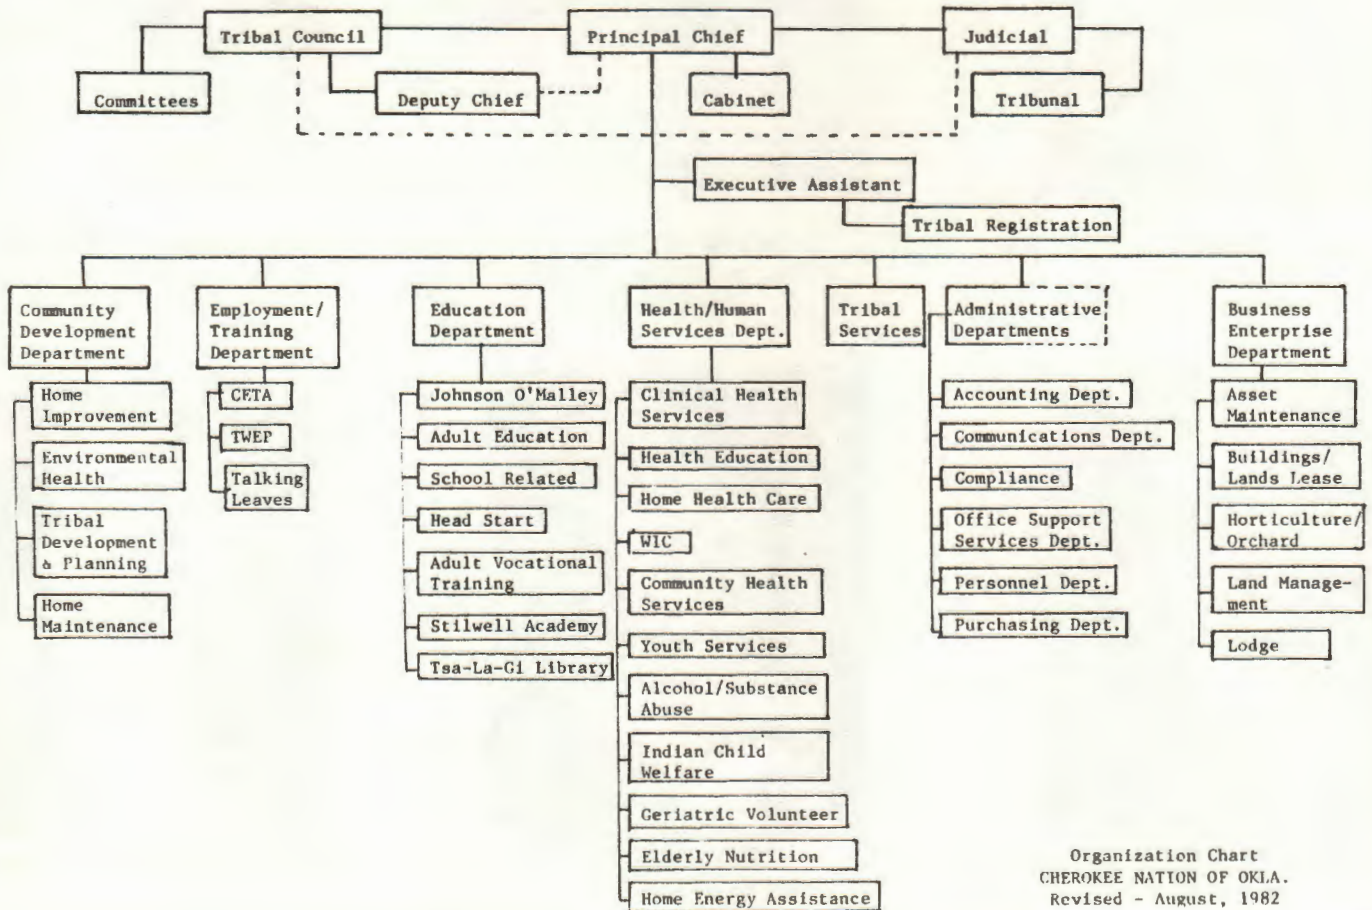 Tribal Council
Principal Chief
Judicial
Committees
Deputy Chief
Cabinet
Tribunal
Executive Assistant
Tribal Registration
Community
Development
Department
Home
Improvement
Environmental
Health
Tribal
Development
& Planning
Home
Maintenance
Employment/
Training
Department
CETA
TWEP
Talking
Leaves
Education
Department
Johnson O'Malley
Adult Education
School Related
Head Start
Adult Vocational
Training
Stilwell Academy
Tsa-La-Gi Library
Health/Human
Services Dept.
Clinical Health
Services
Health Education
Home Health Care
WIC
Community Health
Services
Youth Services
Alcohol/Substance
Abuse
Indian Child
Welfare
Geriatric Volunteer
Elderly Nutrition
Home Energy Assistance
Tribal
Services
Administrative
Departments
Accounting Dept.
Communications Dept.
Compliance
Office Support
Services Dept.
Personnel Dept.
Purchasing Dept.
Business
Enterprise
Department
Asset
Maintenance
Buildings/
Lands Lease
Horticulture/
Orchard
Land Manage-
ment
Lodge
Organization Chart
CHEROKEE NATION OF OKLA.
Revised - August, 1982